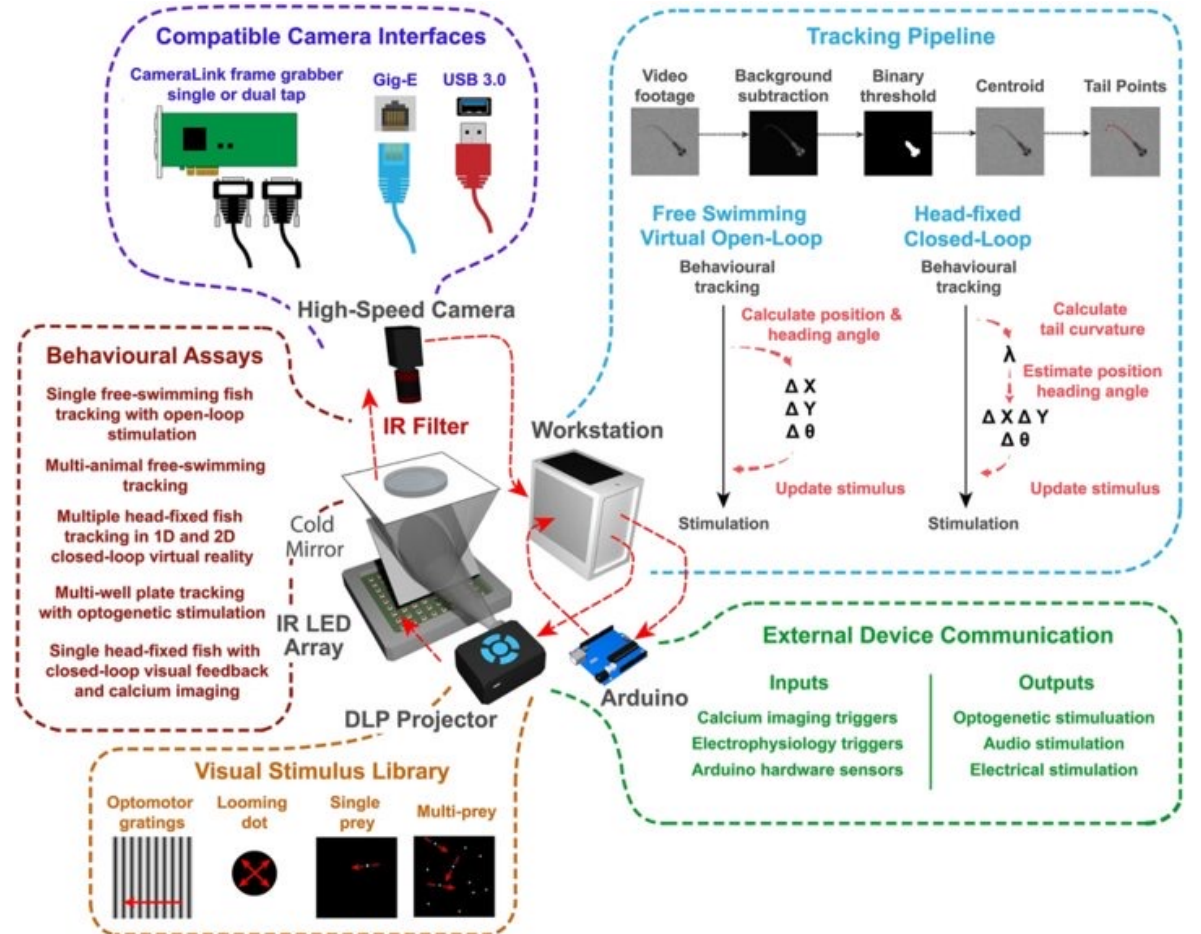 Compatible Camera Interfaces
CameraLink frame grabber
single or dual tap
Gig-E
USB 3.0
Tracking Pipeline
Video
footage
Background
subtraction
Binary
threshold
Centroid
Tail Points
Free Swimming
Virtual Open-Loop
Behavioural
tracking
Calculate position &
heading angle
Δ X
Δ Y
Δ θ
Update stimulus
Stimulation
Head-fixed
Closed-Loop
Behavioural
tracking
Calculate
tail curvature
λ
Estimate position
heading angle
Δ X Δ Y
Δ θ
Update stimulus
Stimulation
High-Speed Camera
IR Filter
Workstation
Cold
Mirror
IR LED
Array
DLP Projector
Arduino
Behavioural Assays
Single free-swimming fish
tracking with open-loop
stimulation
Multi-animal free-swimming
tracking
Multiple head-fixed fish
tracking in 1D and 2D
closed-loop virtual reality
Multi-well plate tracking
with optogenetic stimulation
Single head-fixed fish with
closed-loop visual feedback
and calcium imaging
External Device Communication
Inputs
Calcium imaging triggers
Electrophysiology triggers
Arduino hardware sensors
Outputs
Optogenetic stimuluation
Audio stimulation
Electrical stimulation
Visual Stimulus Library
Optomotor
gratings
Looming
dot
Single
prey
Multi-prey